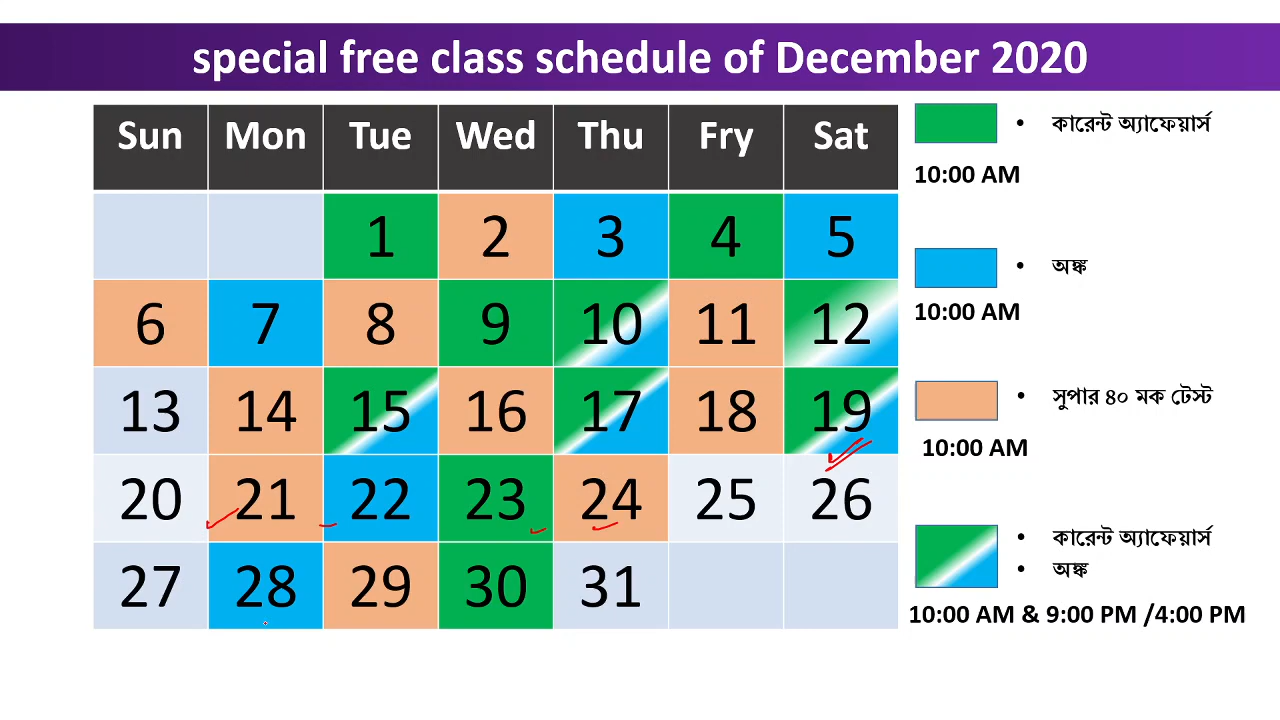 special free class schedule of December 2020
Sun Mon Tue Wed Thu Fry Sat
1 2 3 4 5
6 7 8 9 10 11 12
13 14 15 16 17 18 19
20 21 22 23 24 25 26
27 28 29 30 31
• কারেন্ট অ্যাফেয়ার্স
10:00 AM
• অঙ্ক
10:00 AM
• সুপার ৪০ মক টেস্ট
10:00 AM
• কারেন্ট অ্যাফেয়ার্স
• অঙ্ক
10:00 AM & 9:00 PM /4:00 PM